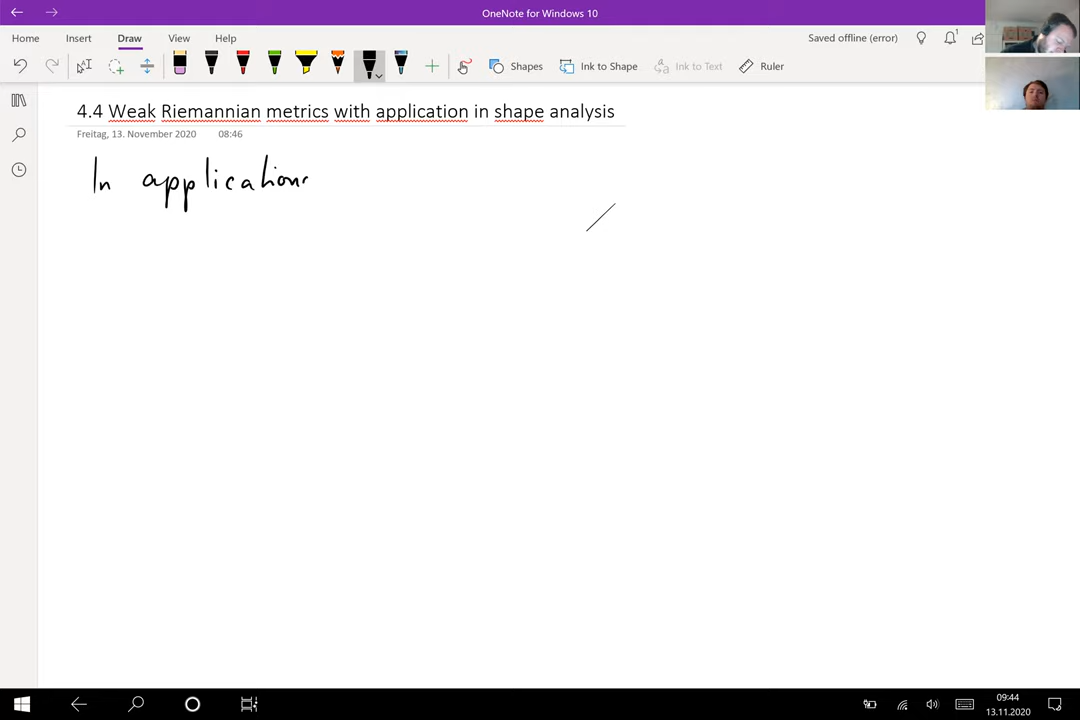 OneNote for Windows 10
Home Insert Draw View Help Saved offline (error) 1
Shapes Ink to Shape Ink to Text Ruler
4.4 Weak Riemannian metrics with application in shape analysis
Freitag, 13. November 2020 08:46
In applications
09:44
13.11.2020